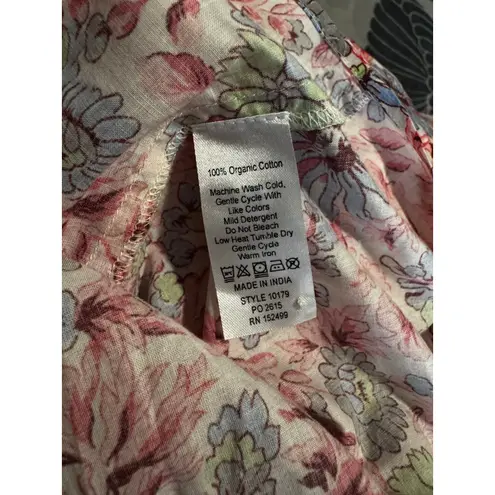 100% Organic Cotton
Machine Wash Cold,
Gentle Cycle With
Like Colors
Mild Detergent
Do Not Bleach
Low Heat Tumble Dry
Gentle Cycle
Warm Iron
MADE IN INDIA
STYLE 10179
PO 2615
RN 152499